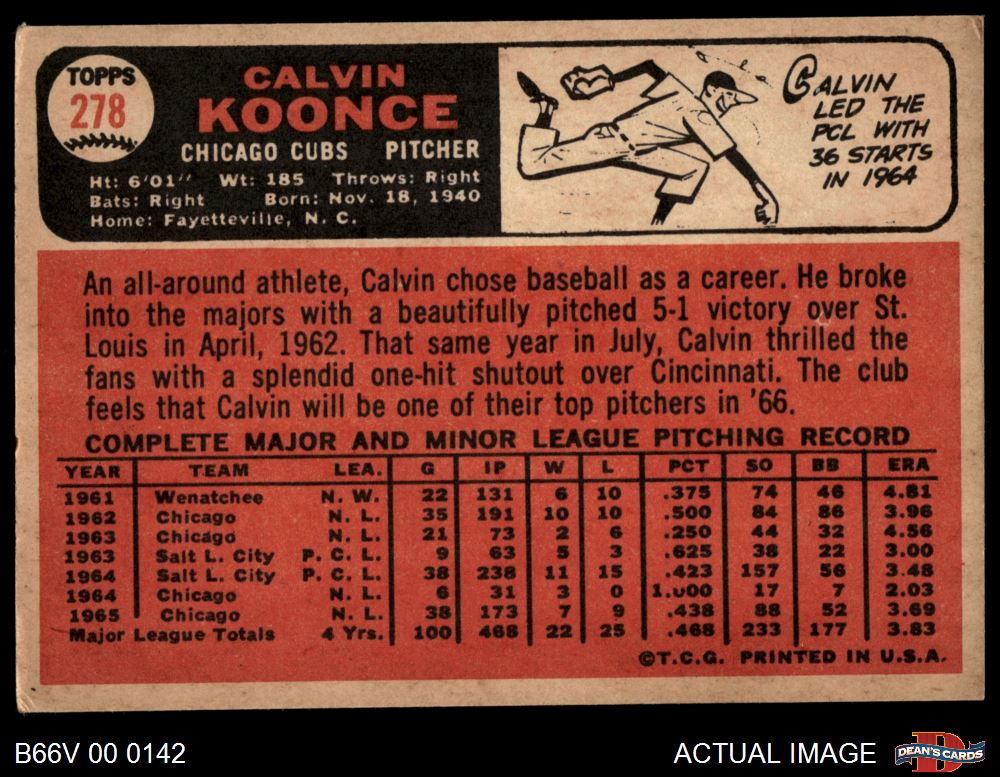 TOPPS
278
CALVIN
KOONCE
CHICAGO CUBS PITCHER
Ht: 6'01" Wt: 185 Throws: Right
Bats: Right Born: Nov. 18, 1940
Home: Fayetteville, N. C.
CALVIN
LED THE
PCL WITH
36 STARTS
IN 1964
An all-around athlete, Calvin chose baseball as a career. He broke
into the majors with a beautifully pitched 5-1 victory over St.
Louis in April, 1962. That same year in July, Calvin thrilled the
fans with a splendid one-hit shutout over Cincinnati. The club
feels that Calvin will be one of their top pitchers in '66.
COMPLETE MAJOR AND MINOR LEAGUE PITCHING RECORD
YEAR TEAM LEA. G IP W L PCT SO BB ERA
1961 Wenatchee N. W. 22 131 6 10 .375 74 46 4.81
1962 Chicago N. L. 35 191 10 10 .500 84 86 3.96
1963 Chicago N. L. 21 73 2 6 .250 44 32 4.56
1963 Salt L. City P. C. L. 9 63 5 3 .625 38 22 3.00
1964 Salt L. City P. C. L. 38 238 11 15 .423 157 56 3.48
1964 Chicago N. L. 6 31 3 0 1.000 17 7 2.03
1965 Chicago N. L. 38 173 7 9 .438 88 52 3.69
Major League Totals 4 Yrs. 100 468 22 25 .468 233 177 3.83
©T.C.G. PRINTED IN U.S.A.
B66V 00 0142 ACTUAL IMAGE DEAN'S CARDS